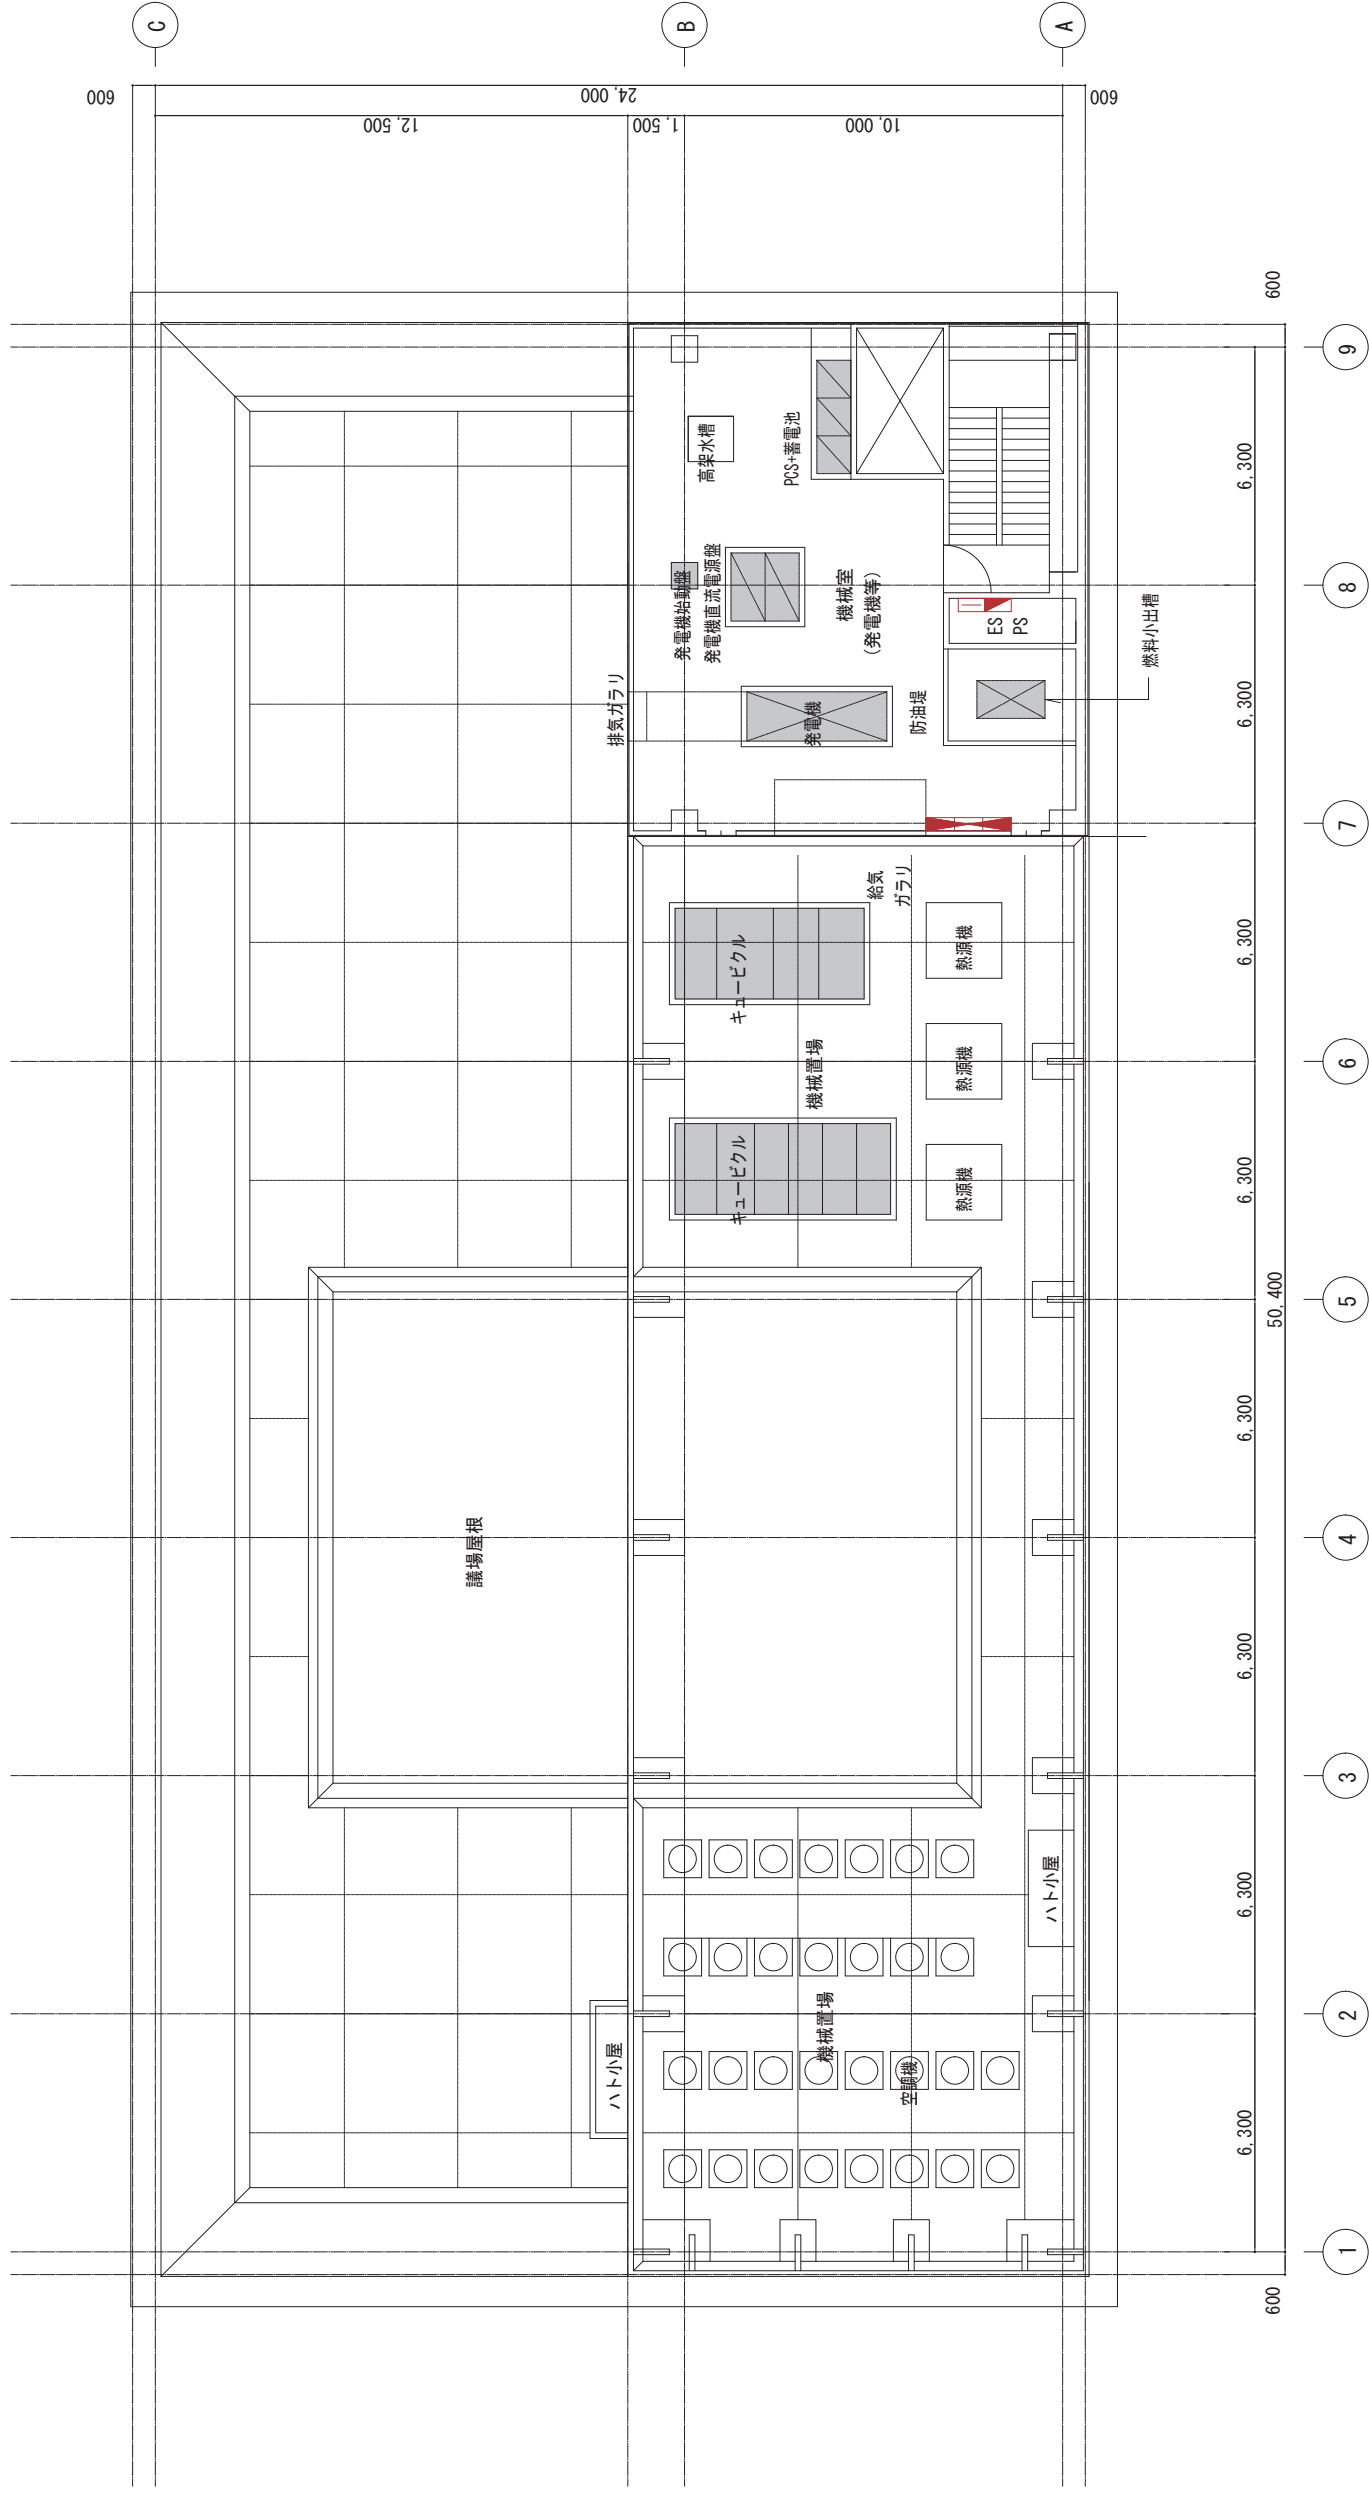 C
B
A
600
24,000
12,500
1,500
10,000
600
600
9
高架水槽
PCS+蓄電池
6,300
発電機始動盤
発電機直流電源盤
機械室
(発電機等)
ES
PS
8
燃料小出槽
排気ガラリ
発電機
防油堤
6,300
7
給気
ガラリ
キュービクル
熱源機
6,300
機械置場
熱源機
6
キュービクル
熱源機
6,300
50,400
5
6,300
議場屋根
4
6,300
3
ハト小屋
6,300
機械置場
2
ハト小屋
空調機
6,300
1
600